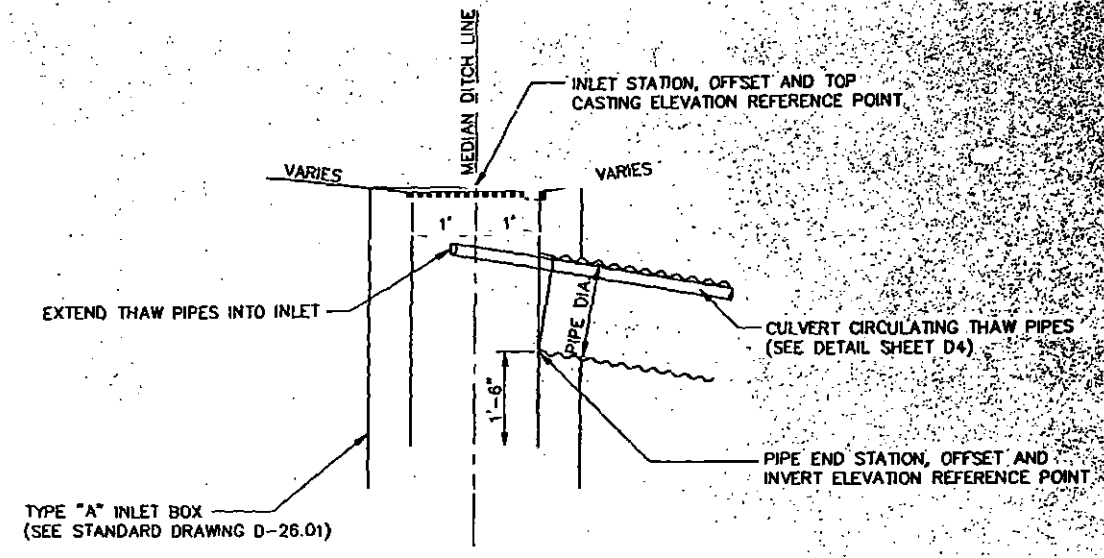 MEDIAN DITCH LINE
INLET STATION, OFFSET AND TOP
CASTING ELEVATION REFERENCE POINT
VARIES
VARIES
1'
1'
EXTEND THAW PIPES INTO INLET
PIPE DIA.
CULVERT CIRCULATING THAW PIPES
(SEE DETAIL SHEET D4)
1'-6"
PIPE END STATION, OFFSET AND
INVERT ELEVATION REFERENCE POINT
TYPE "A" INLET BOX
(SEE STANDARD DRAWING D-26.01)